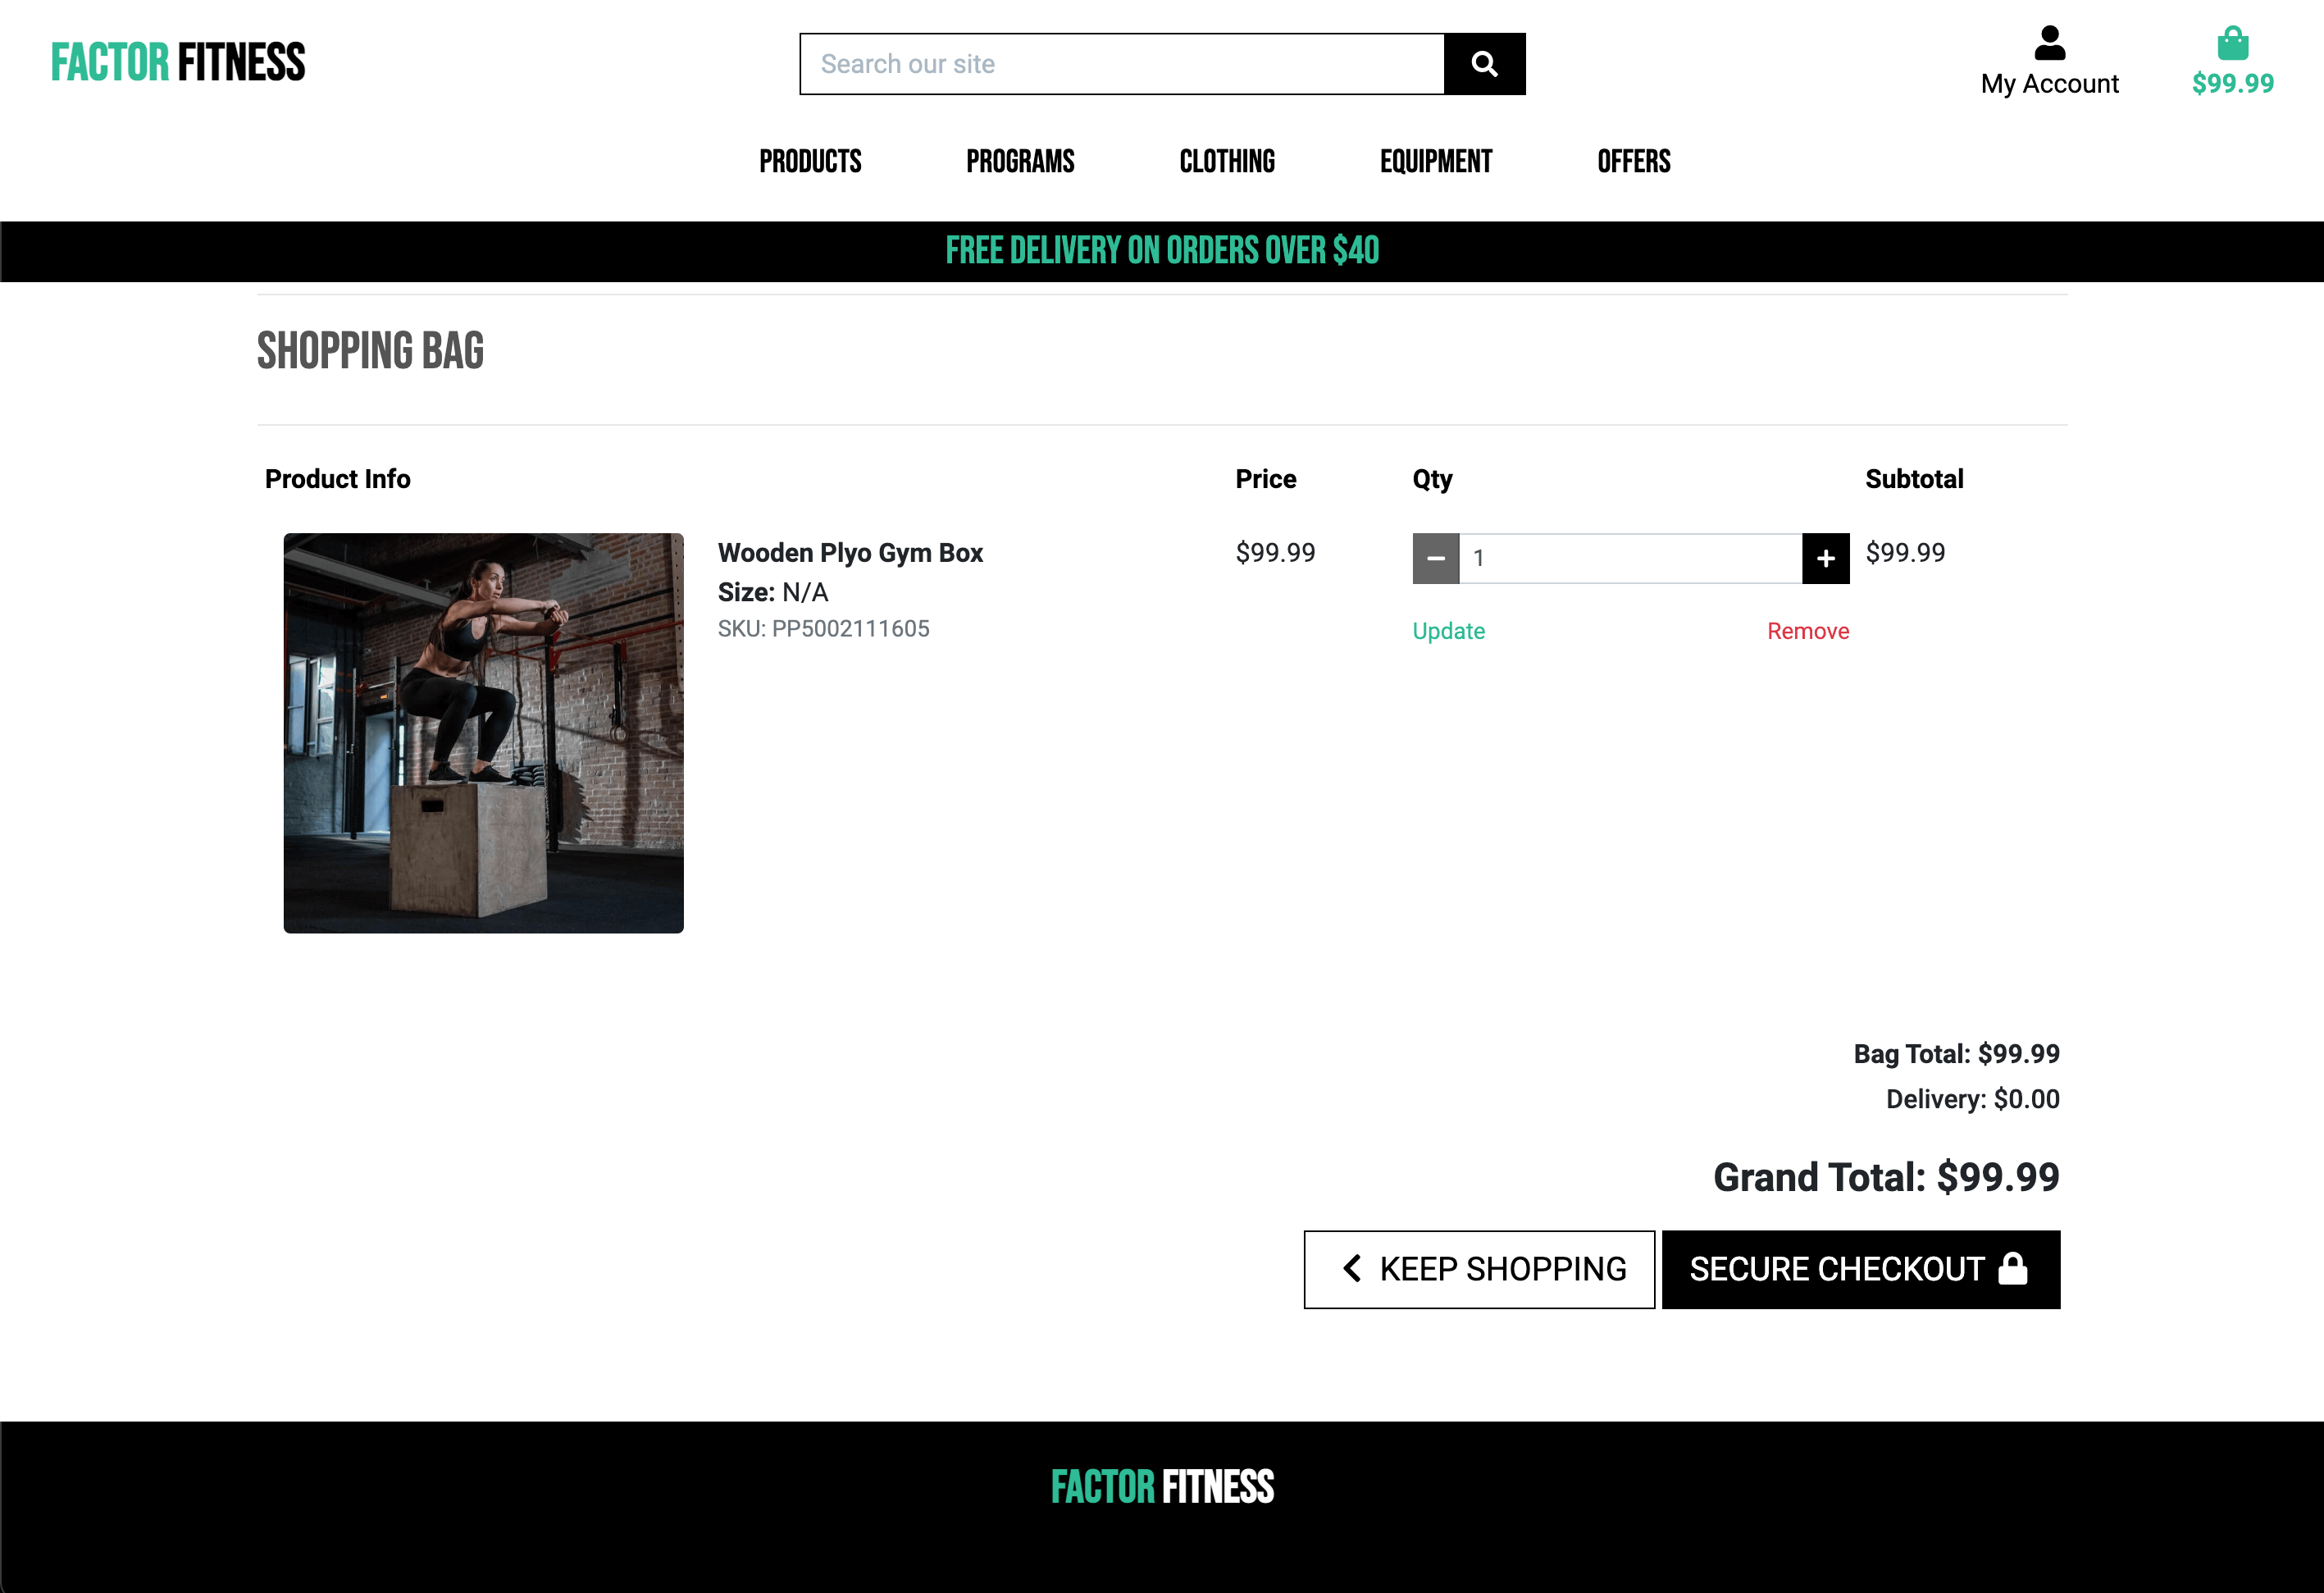 FACTOR FITNESS
Search our site
My Account
$99.99
PRODUCTS PROGRAMS CLOTHING EQUIPMENT OFFERS
FREE DELIVERY ON ORDERS OVER $40
SHOPPING BAG
Product Info Price Qty Subtotal
Wooden Plyo Gym Box $99.99 1 $99.99
Size: N/A
SKU: PP5002111605
Update Remove
Bag Total: $99.99
Delivery: $0.00
Grand Total: $99.99
KEEP SHOPPING SECURE CHECKOUT
FACTOR FITNESS